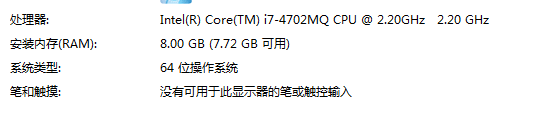 处理器: Intel(R) Core(TM) i7-4702MQ CPU @ 2.20GHz 2.20 GHz
安装内存(RAM): 8.00 GB (7.72 GB 可用)
系统类型: 64 位操作系统
笔和触摸: 没有可用于此显示器的笔或触控输入